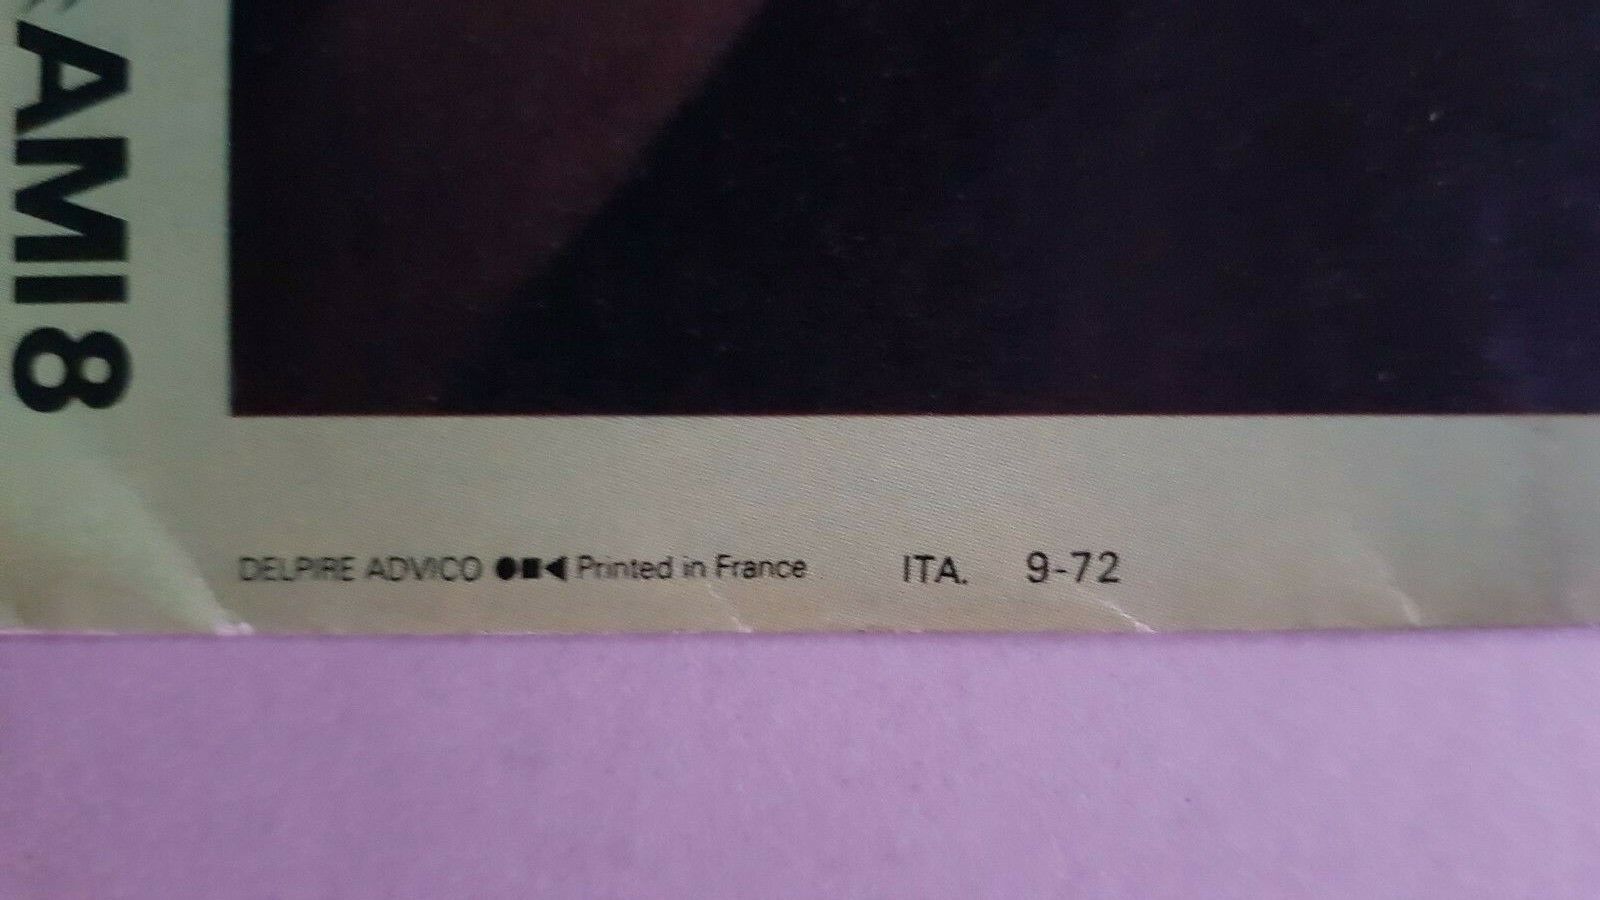 AMI 8
DELPIRE ADVICO ●■◀ Printed in France ITA. 9-72